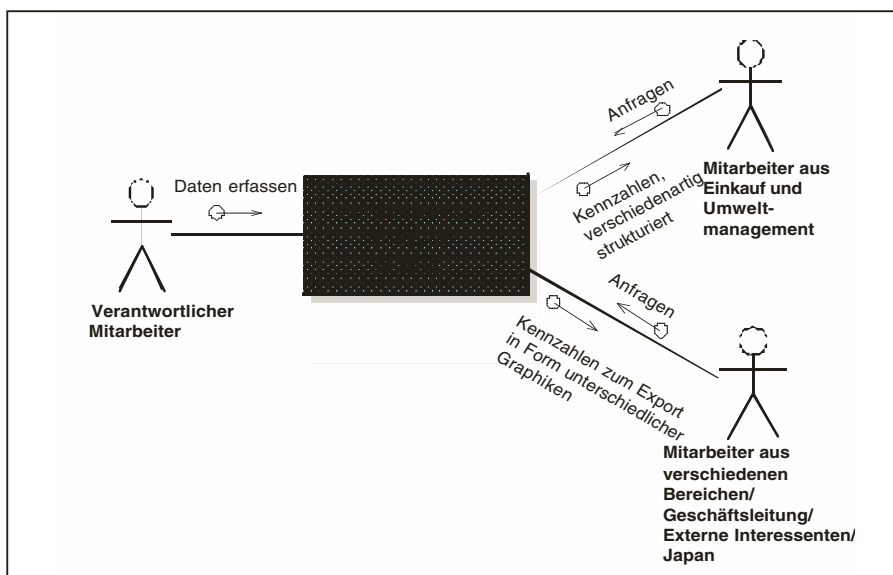 Daten erfassen
Verantwortlicher
Mitarbeiter
Anfragen
Kennzahlen,
verschiedenartig
strukturiert
Mitarbeiter aus
Einkauf und
Umwelt-
management
Anfragen
Kennzahlen zum Export
in Form unterschiedlicher
Graphiken
Mitarbeiter aus
verschiedenen
Bereichen/
Geschäftsleitung/
Externe Interessenten/
Japan